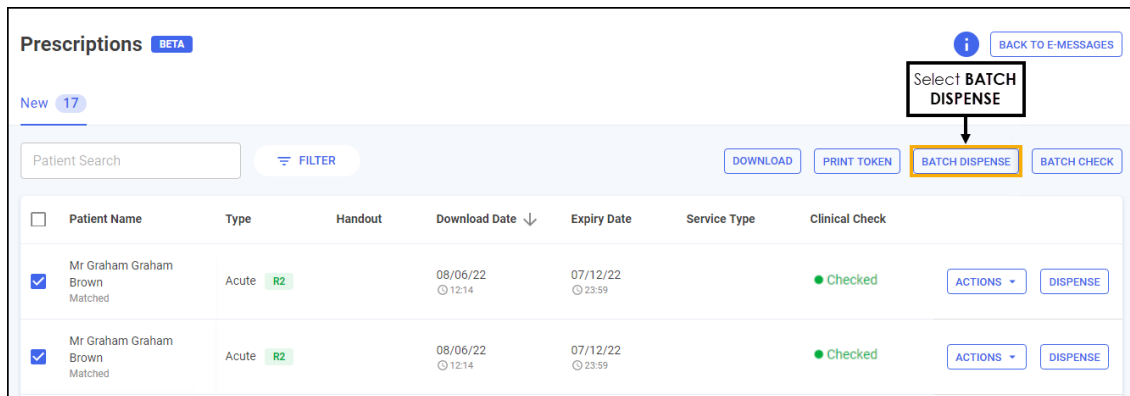 Prescriptions BETA
i BACK TO E-MESSAGES
Select BATCH
DISPENSE
New 17
Patient Search FILTER DOWNLOAD PRINT TOKEN BATCH DISPENSE BATCH CHECK
Patient Name Type Handout Download Date Expiry Date Service Type Clinical Check
Mr Graham Graham
Brown
Matched
Acute R2
08/06/22
12:14
07/12/22
23:59
Checked
ACTIONS DISPENSE
Mr Graham Graham
Brown
Matched
Acute R2
08/06/22
12:14
07/12/22
23:59
Checked
ACTIONS DISPENSE